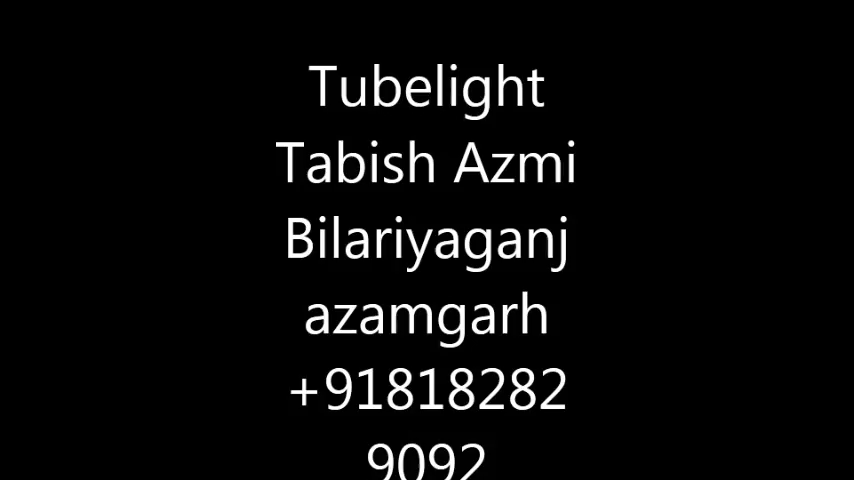 Tubelight
Tabish Azmi
Bilariyaganj
azamgarh
+91818282
9092